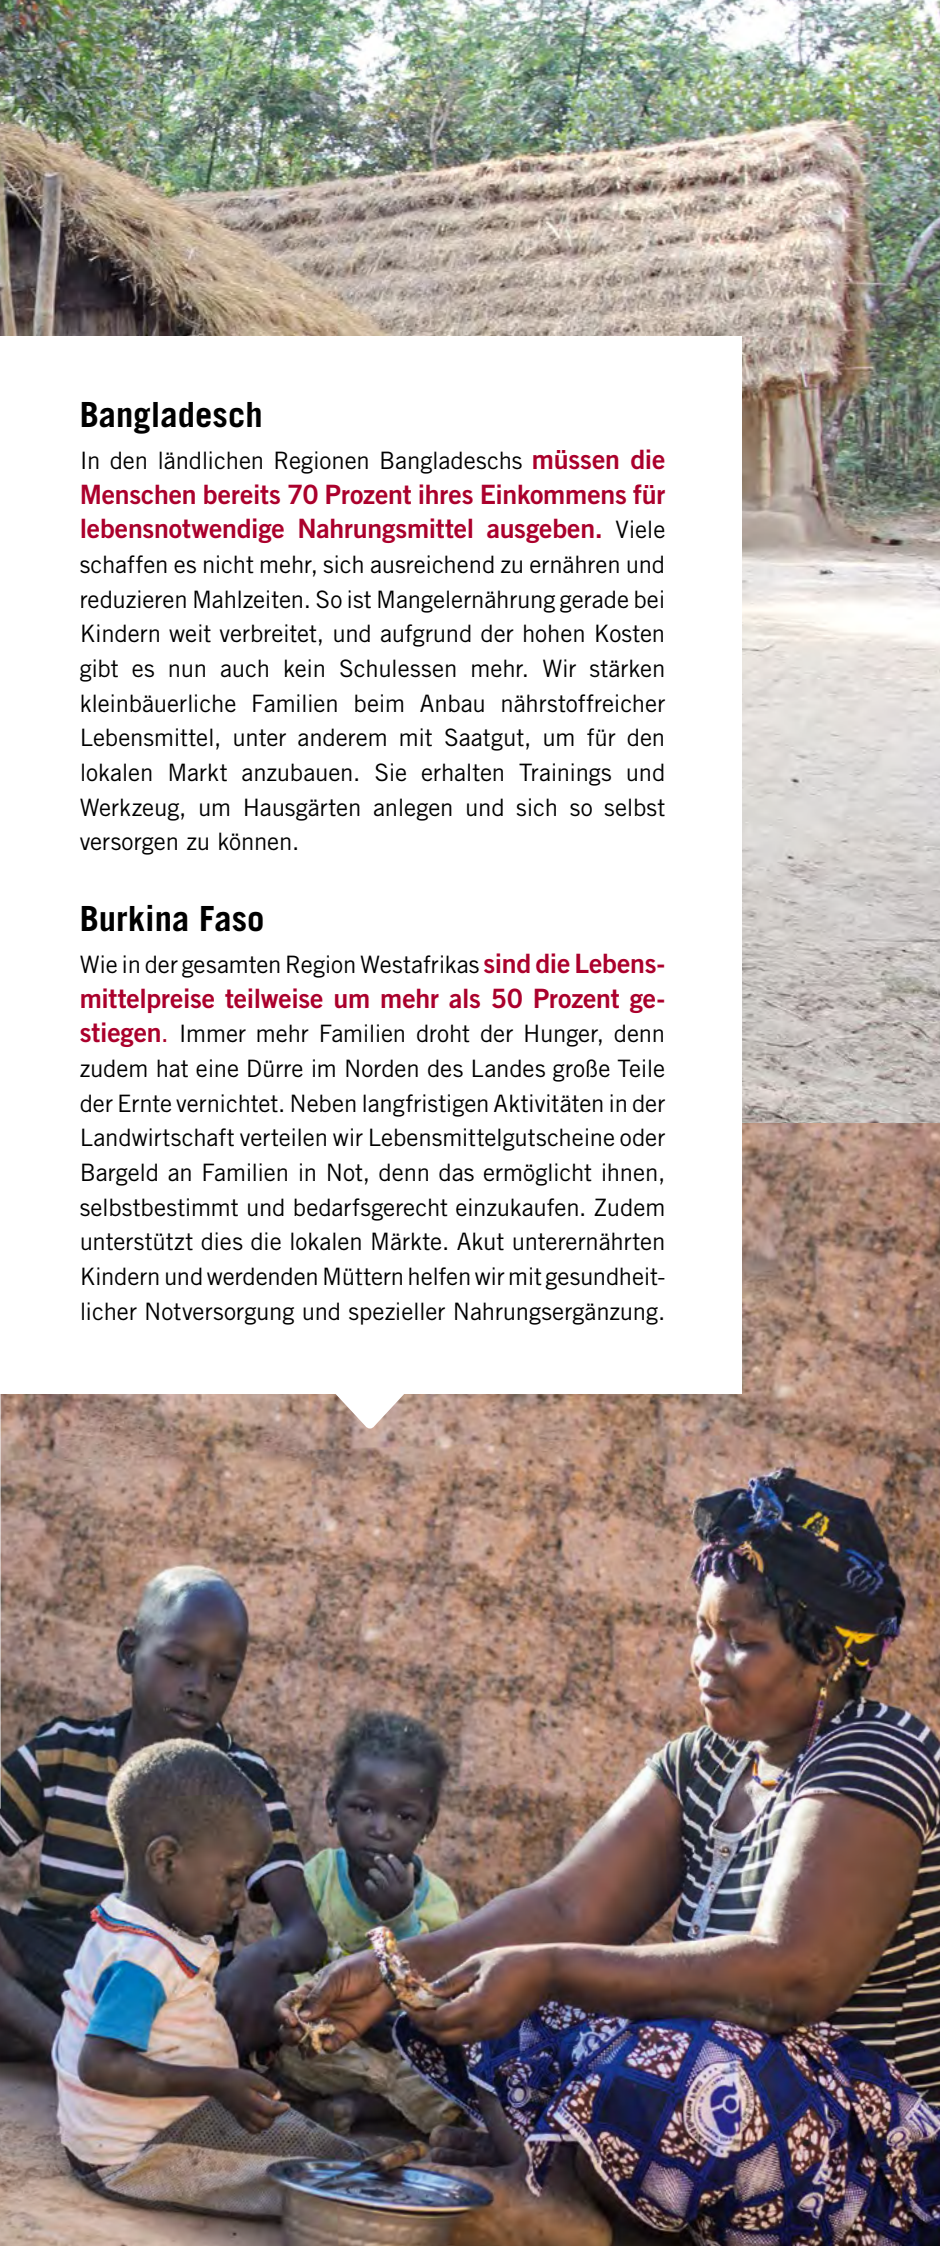 Bangladesch
In den ländlichen Regionen Bangladeschs müssen die
Menschen bereits 70 Prozent ihres Einkommens für
lebensnotwendige Nahrungsmittel ausgeben. Viele
schaffen es nicht mehr, sich ausreichend zu ernähren und
reduzieren Mahlzeiten. So ist Mangelernährung gerade bei
Kindern weit verbreitet, und aufgrund der hohen Kosten
gibt es nun auch kein Schulessen mehr. Wir stärken
kleinbäuerliche Familien beim Anbau nährstoffreicher
Lebensmittel, unter anderem mit Saatgut, um für den
lokalen Markt anzubauen. Sie erhalten Trainings und
Werkzeug, um Hausgärten anlegen und sich so selbst
versorgen zu können.
Burkina Faso
Wie in der gesamten Region Westafrikas sind die Lebens-
mittelpreise teilweise um mehr als 50 Prozent ge-
stiegen. Immer mehr Familien droht der Hunger, denn
zudem hat eine Dürre im Norden des Landes große Teile
der Ernte vernichtet. Neben langfristigen Aktivitäten in der
Landwirtschaft verteilen wir Lebensmittelgutscheine oder
Bargeld an Familien in Not, denn das ermöglicht ihnen,
selbstbestimmt und bedarfsgerecht einzukaufen. Zudem
unterstützt dies die lokalen Märkte. Akut unterernährten
Kindern und werdenden Müttern helfen wir mit gesundheit-
licher Notversorgung und spezieller Nahrungsergänzung.